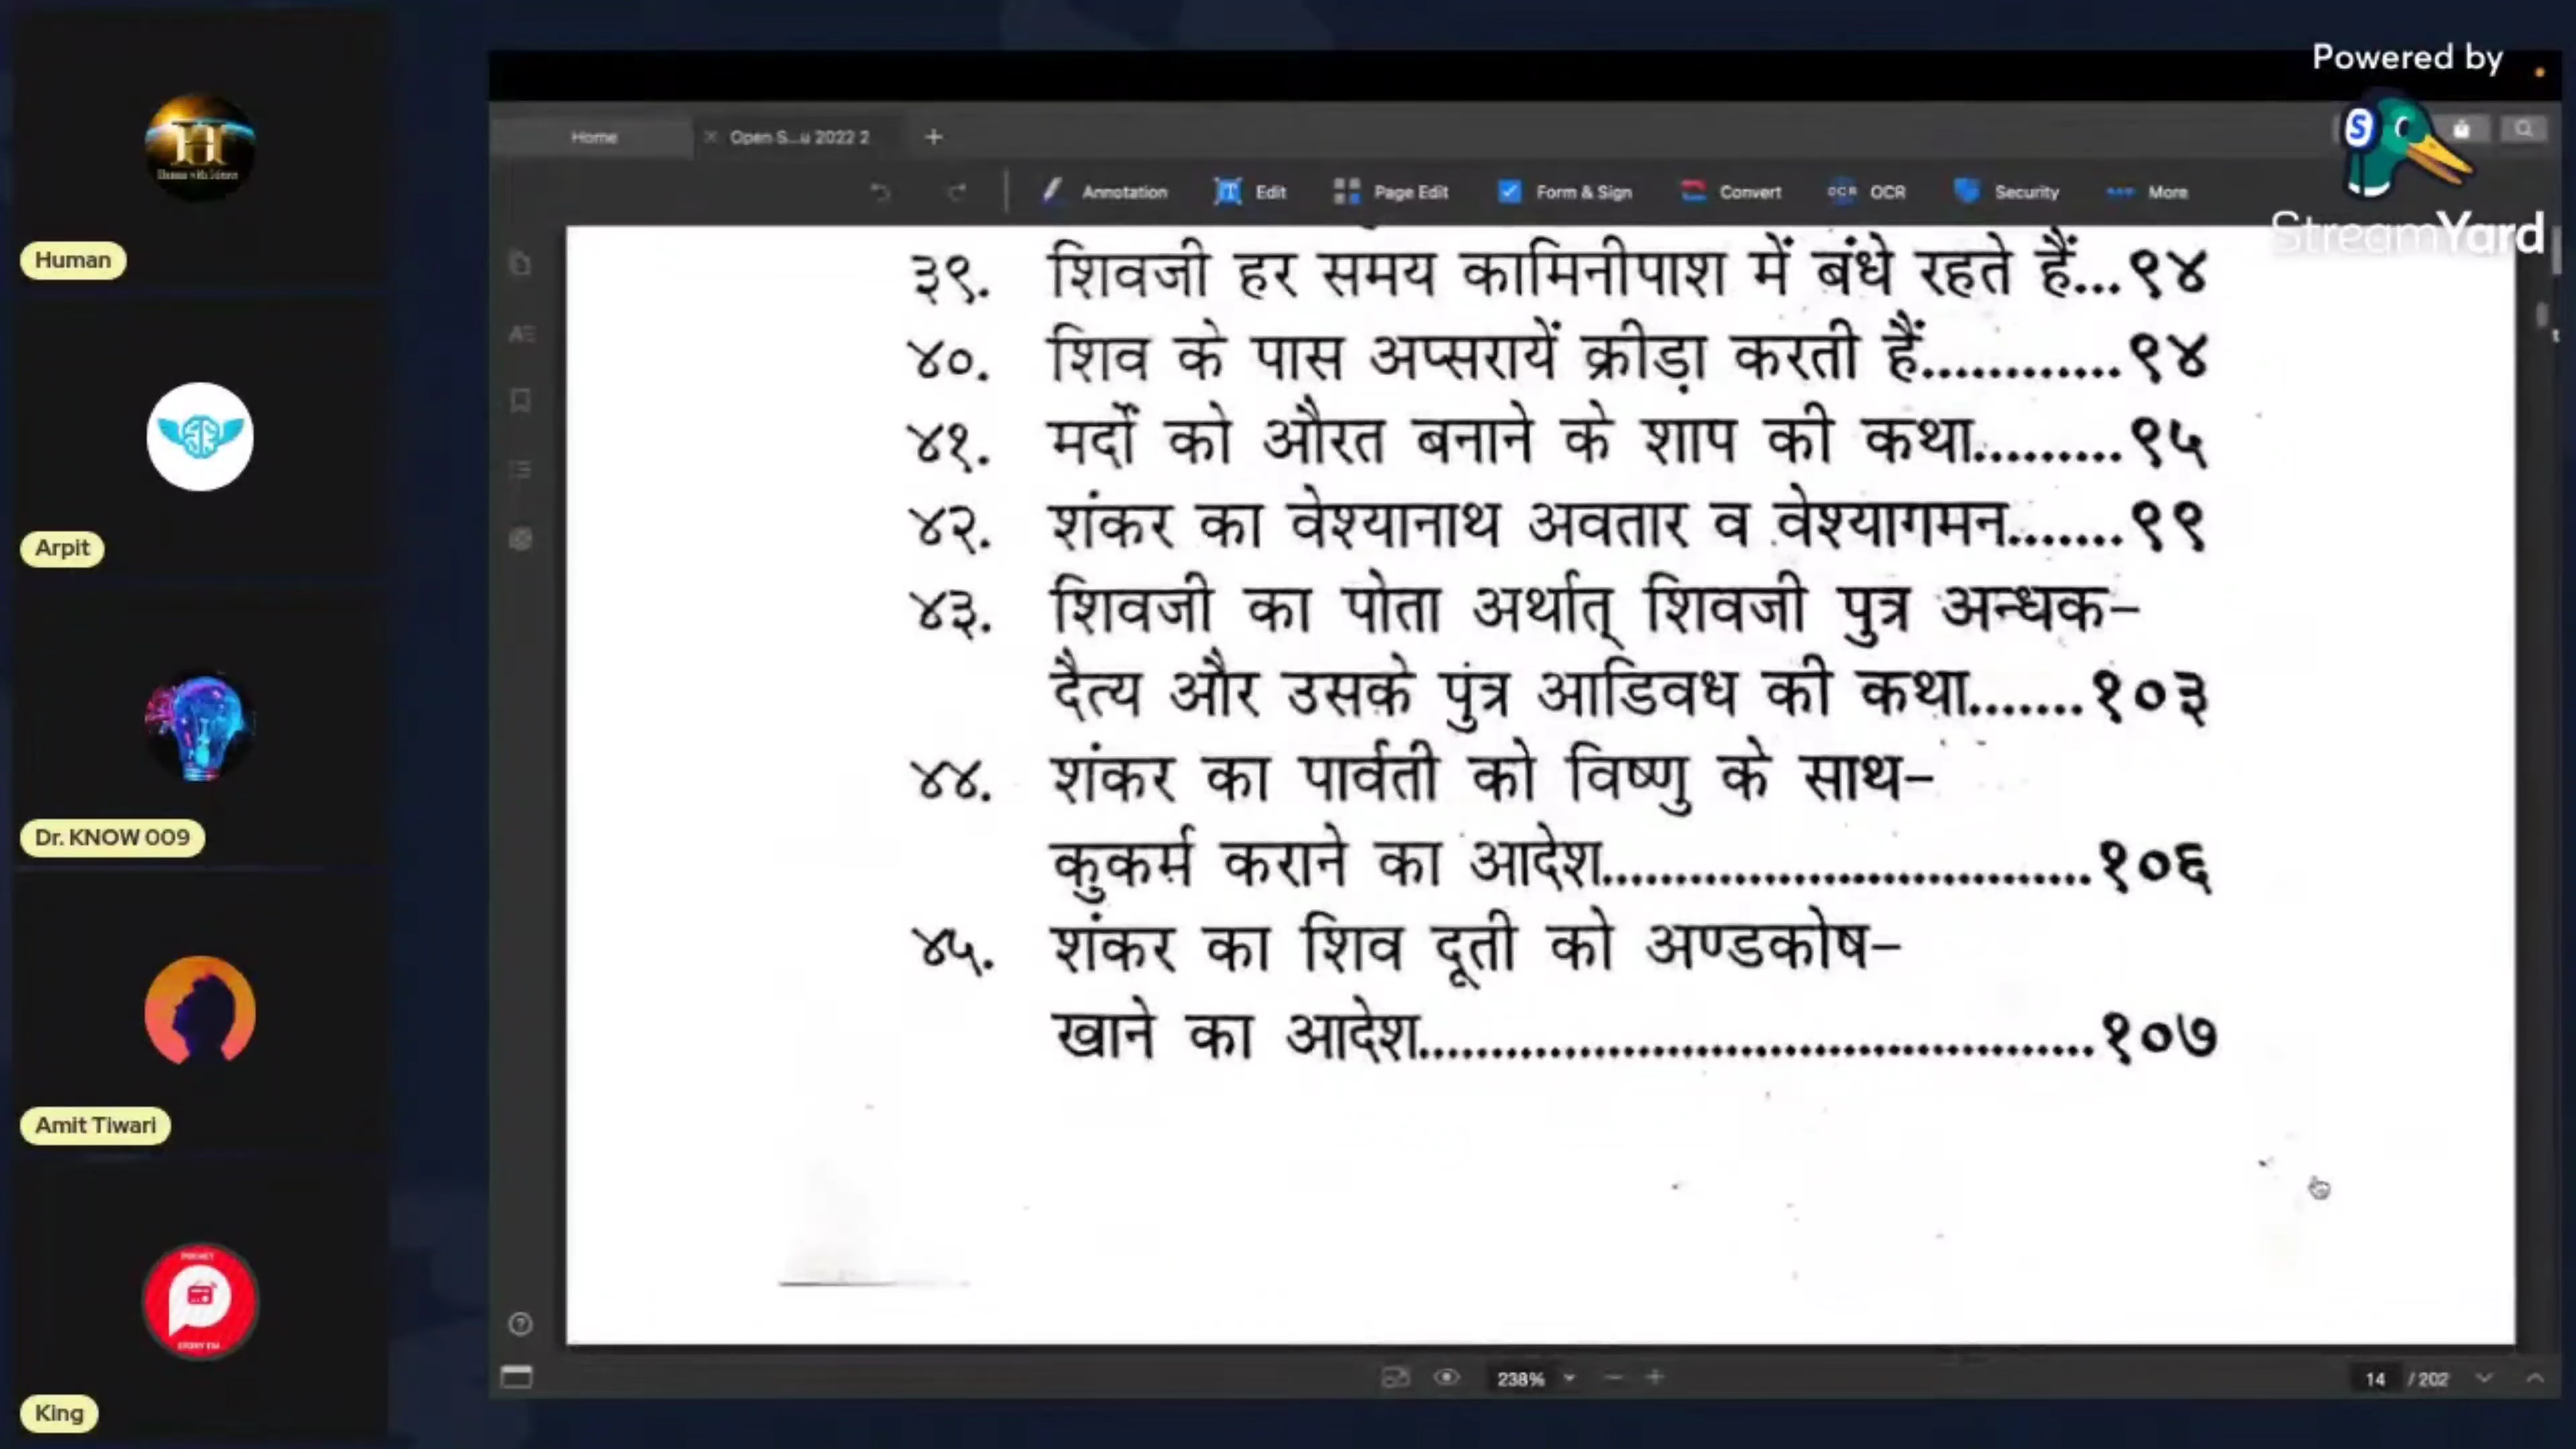 Powered by
StreamYard
Home
Open S...u 2022 2
Annotation
Edit
Page Edit
Form & Sign
Convert
OCR
OCR
Security
More
Human
Arpit
Dr. KNOW 009
Amit Tiwari
King
३९. शिवजी हर समय कामिनीपाश में बंधे रहते हैं...९४
४०. शिव के पास अप्सरायें क्रीड़ा करती हैं............९४
४१. मर्दों को औरत बनाने के शाप की कथा.........९५
४२. शंकर का वेश्यानाथ अवतार व वेश्यागमन.......९९
४३. शिवजी का पोता अर्थात् शिवजी पुत्र अन्धक-
दैत्य और उसके पुंत्र आडिवध की कथा.......१०३
४४. शंकर का पार्वती को विष्णु के साथ-
कुकर्म कराने का आदेश..................................१०६
४५. शंकर का शिव दूती को अण्डकोष-
खाने का आदेश...............................................१०७
238%
14 / 202